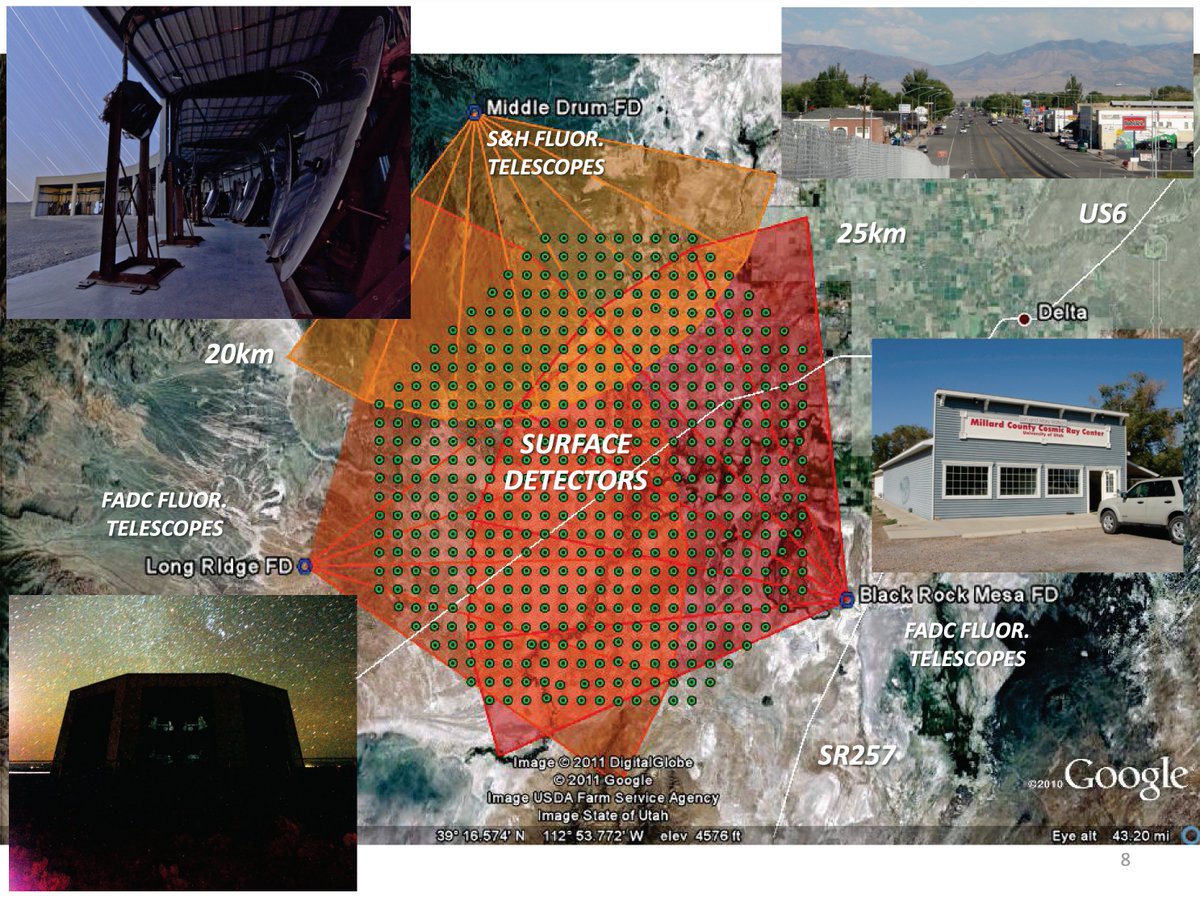 Middle Drum FD
S&H FLUOR.
TELESCOPES
25km
US6
Delta
20km
Millard County Cosmic Ray Center
University of Utah
SURFACE
DETECTORS
FADC FLUOR.
TELESCOPES
Long Ridge FD
Black Rock Mesa FD
FADC FLUOR.
TELESCOPES
SR257
Image © 2011 DigitalGlobe
© 2011 Google
Image USDA Farm Service Agency
Image State of Utah
©2010 Google
39° 16.574' N 112° 53.772' W elev 4576 ft
Eye alt 43.20 mi
8